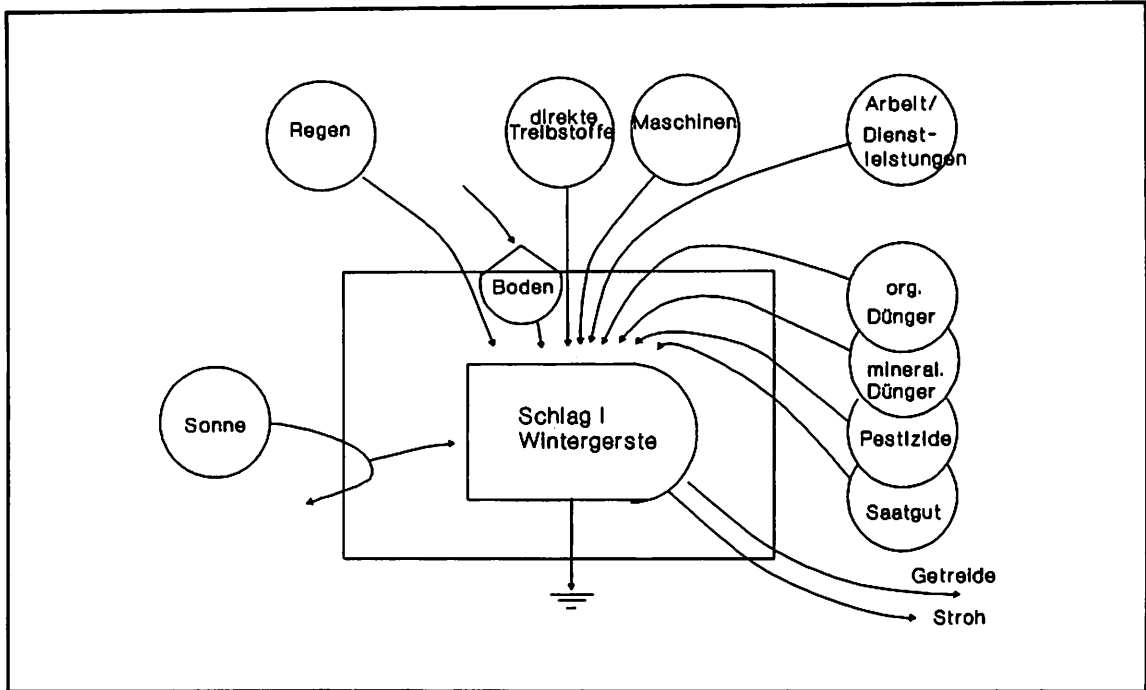 Regen
direkte
Treibstoffe
Maschinen
Arbeit/
Dienst-
leistungen
Boden
org.
Dünger
mineral.
Dünger
Sonne
Schlag I
Wintergerste
Pestizide
Saatgut
Getreide
Stroh